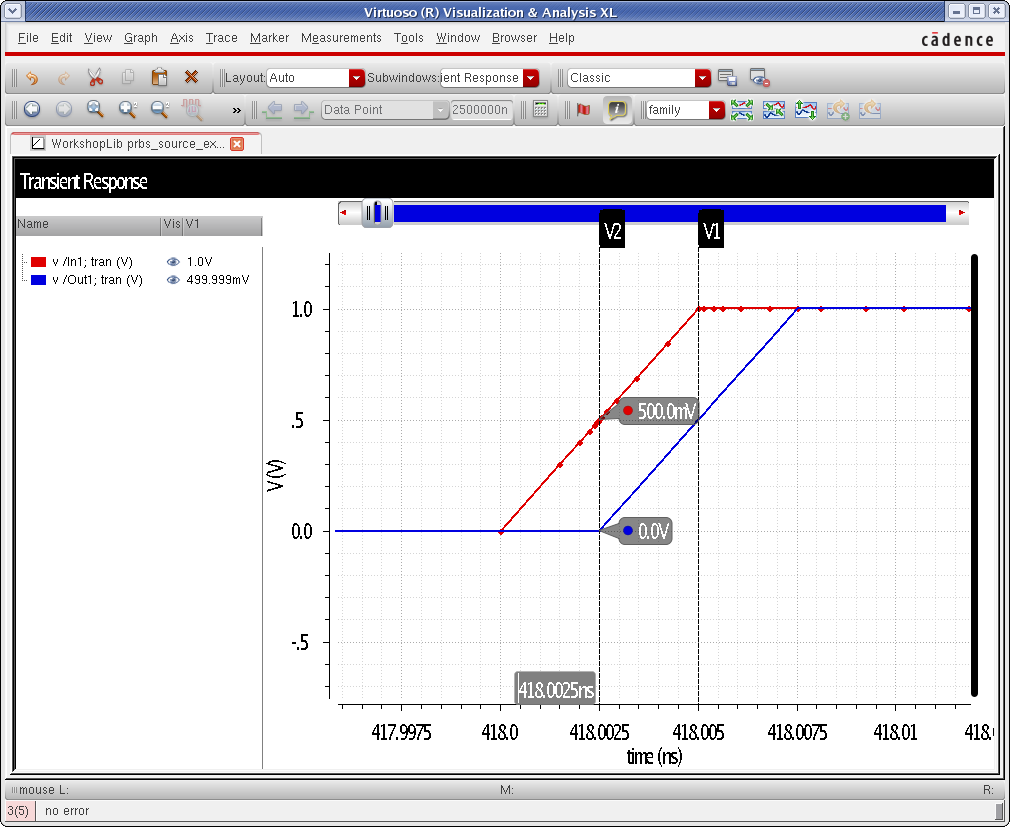 Virtuoso (R) Visualization & Analysis XL
File Edit View Graph Axis Trace Marker Measurements Tools Window Browser Help
cādence
Layout: Auto Subwindows: ient Response Classic
» Data Point 2500000n family
WorkshopLib prbs_source_ex...
Transient Response
Name Vis V1
V2 V1
v /In1; tran (V) 1.0V
v /Out1; tran (V) 499.999mV
1.0
500.0mV
.5
V (V)
0.0V
0.0
-.5
418.0025ns
417.9975 418.0 418.0025 418.005 418.0075 418.01 418.
time (ns)
mouse L: M: R:
3(5) no error